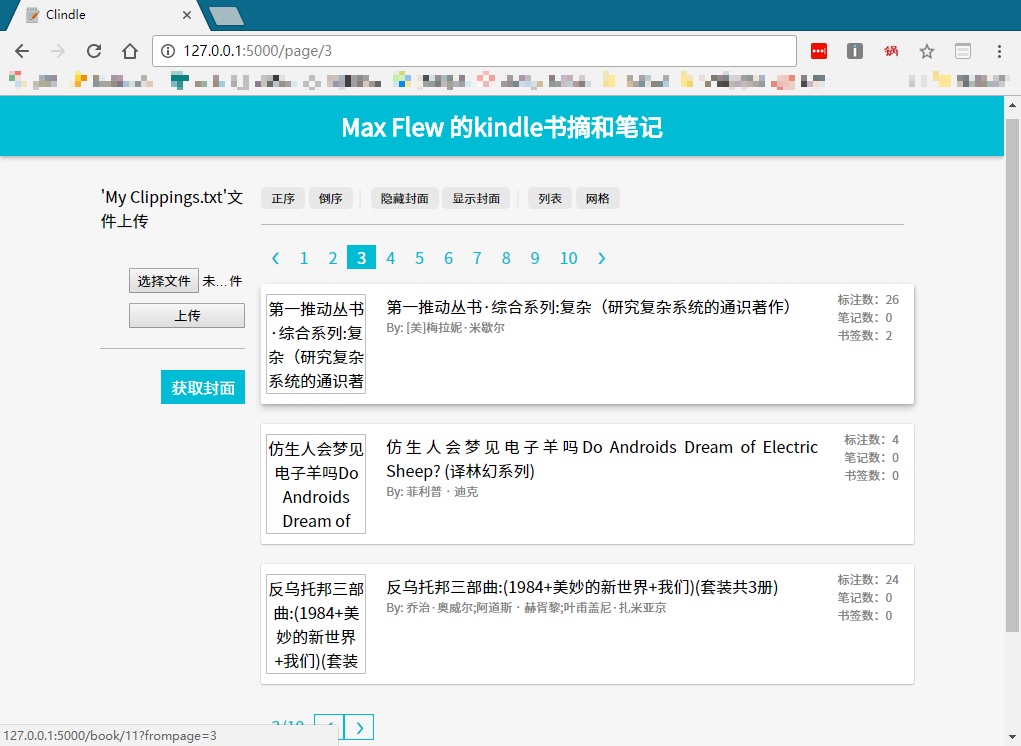 Clindle
127.0.0.1:5000/page/3
Max Flew 的kindle书摘和笔记
'My Clippings.txt'文
件上传
选择文件 未...件
上传
获取封面
正序 倒序 隐藏封面 显示封面 列表 网格
‹ 1 2 3 4 5 6 7 8 9 10 ›
第一推动丛书
·综合系列:复
杂（研究复杂
系统的通识著
第一推动丛书·综合系列:复杂（研究复杂系统的通识著作）
By: [美]梅拉妮·米歇尔
标注数：26
笔记数：0
书签数：2
仿生人会梦见
电子羊吗Do
Androids
Dream of
仿生人会梦见电子羊吗Do Androids Dream of Electric
Sheep? (译林幻系列)
By: 菲利普·迪克
标注数：4
笔记数：0
书签数：0
反乌托邦三部
曲:(1984+美
妙的新世界
+我们)(套装
反乌托邦三部曲:(1984+美妙的新世界+我们)(套装共3册)
By: 乔治·奥威尔;阿道斯·赫胥黎;叶甫盖尼·扎米亚京
标注数：24
笔记数：0
书签数：0
3/10 ‹ ›
127.0.0.1:5000/book/11?frompage=3